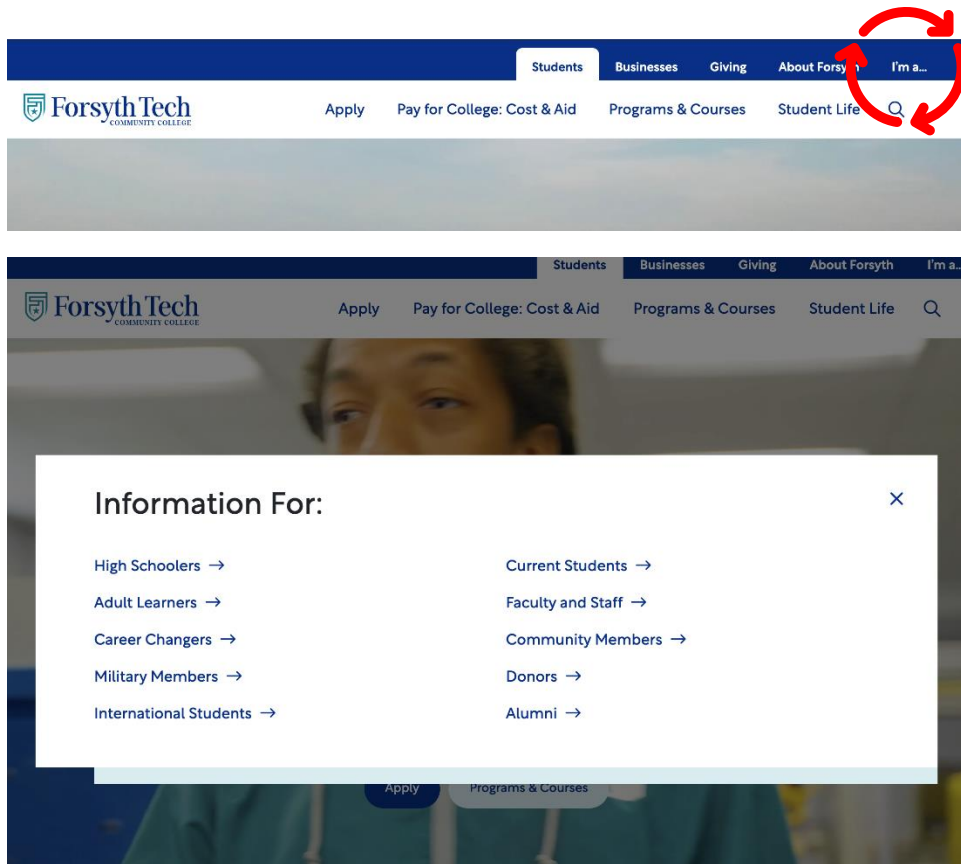 Students Businesses Giving About Forsyth I'm a...
Forsyth Tech Apply Pay for College: Cost & Aid Programs & Courses Student Life
COMMUNITY COLLEGE
Students Businesses Giving About Forsyth I'm a..
Forsyth Tech Apply Pay for College: Cost & Aid Programs & Courses Student Life
COMMUNITY COLLEGE
Information For:
High Schoolers → Current Students →
Adult Learners → Faculty and Staff →
Career Changers → Community Members →
Military Members → Donors →
International Students → Alumni →
Apply Programs & Courses